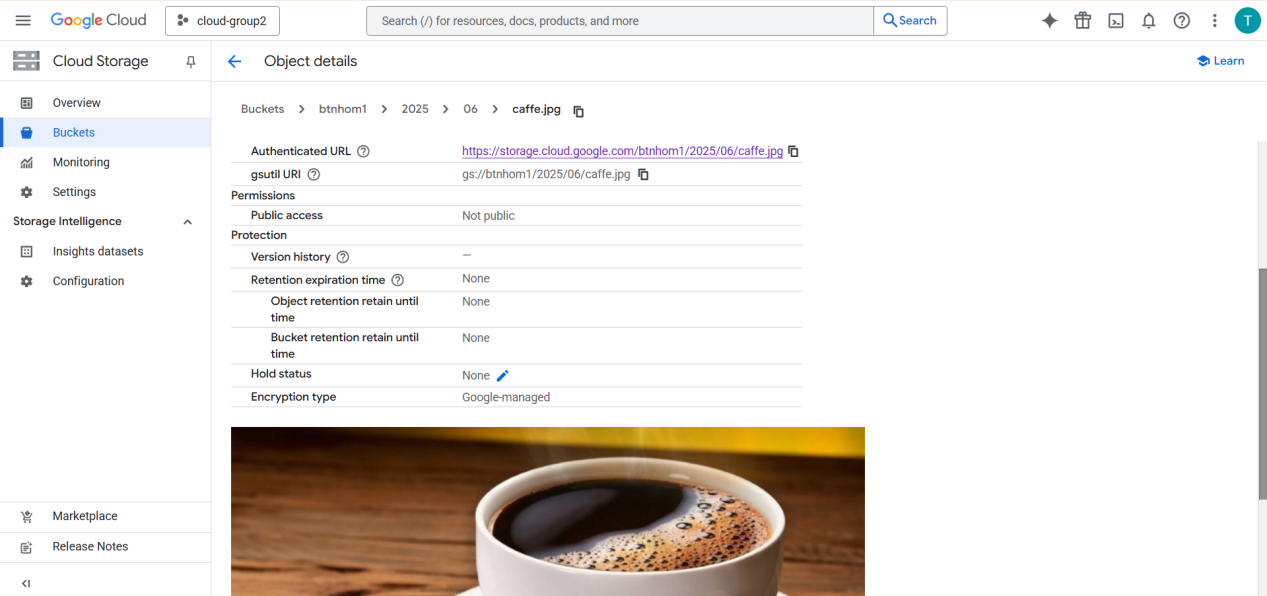 Google Cloud
cloud-group2
Search (/) for resources, docs, products, and more
Search
T
Cloud Storage
Object details
Learn
Overview
Buckets
Monitoring
Settings
Storage Intelligence
Insights datasets
Configuration
Marketplace
Release Notes
Buckets > btnhom1 > 2025 > 06 > caffe.jpg
Authenticated URL https://storage.cloud.google.com/btnhom1/2025/06/caffe.jpg
gsutil URI gs://btnhom1/2025/06/caffe.jpg
Permissions
Public access Not public
Protection
Version history —
Retention expiration time None
Object retention retain until None
time
Bucket retention retain until None
time
Hold status None
Encryption type Google-managed